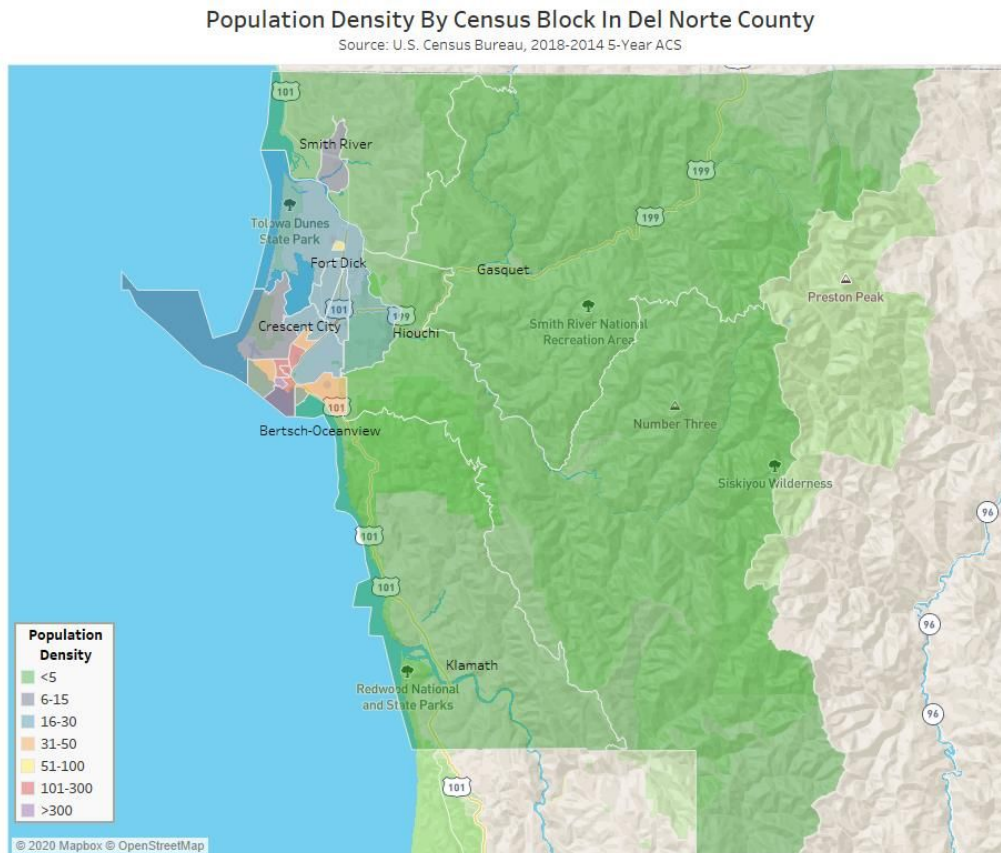 Population Density By Census Block In Del Norte County
Source: U.S. Census Bureau, 2018-2014 5-Year ACS
101
Smith River
199
Tolowa Dunes
State Park
199
Fort Dick
Gasquet
Preston Peak
101
199
Crescent City
Hiouchi
Smith River National
Recreation Area
101
Number Three
Bertsch-Oceanview
Siskiyou Wilderness
96
101
101
96
Klamath
Redwood National
and State Parks
96
101
Population
Density
<5
6-15
16-30
31-50
51-100
101-300
>300
© 2020 Mapbox © OpenStreetMap